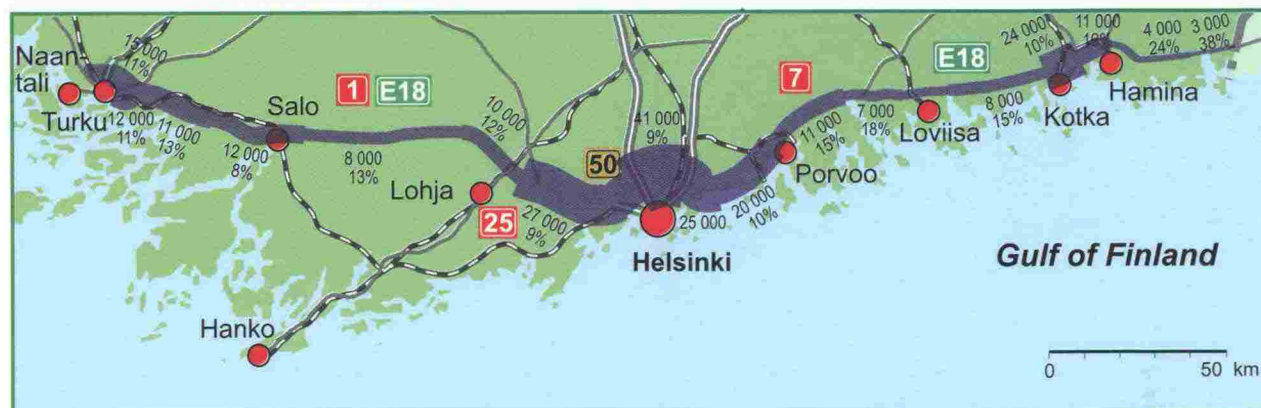 Naan-
tali
Turku
15 000
11%
12 000
11%
11 000
13%
Salo
12 000
8%
1
E18
8 000
13%
10 000
12%
Lohja
25
27 000
9%
Hanko
50
41 000
9%
Helsinki
25 000
20 000
10%
7
Porvoo
11 000
15%
7 000
18%
E18
Loviisa
8 000
15%
24 000
10%
Kotka
11 000
Hamina
4 000
24%
3 000
38%
Gulf of Finland
0
50 km